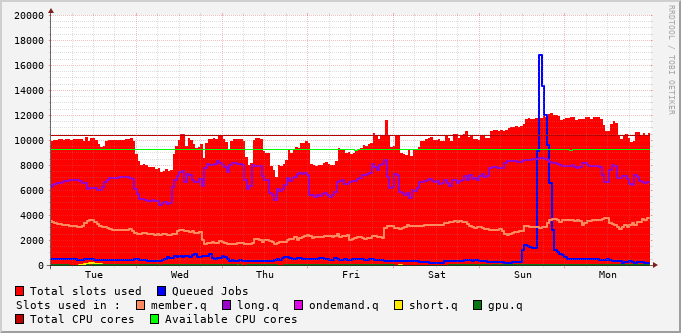 20000
18000
16000
14000
12000
10000
8000
6000
4000
2000
0
Tue Wed Thu Fri Sat Sun Mon
RRDTOOL / TOBI OETIKER
Total slots used Queued Jobs
Slots used in : member.q long.q ondemand.q short.q gpu.q
Total CPU cores Available CPU cores